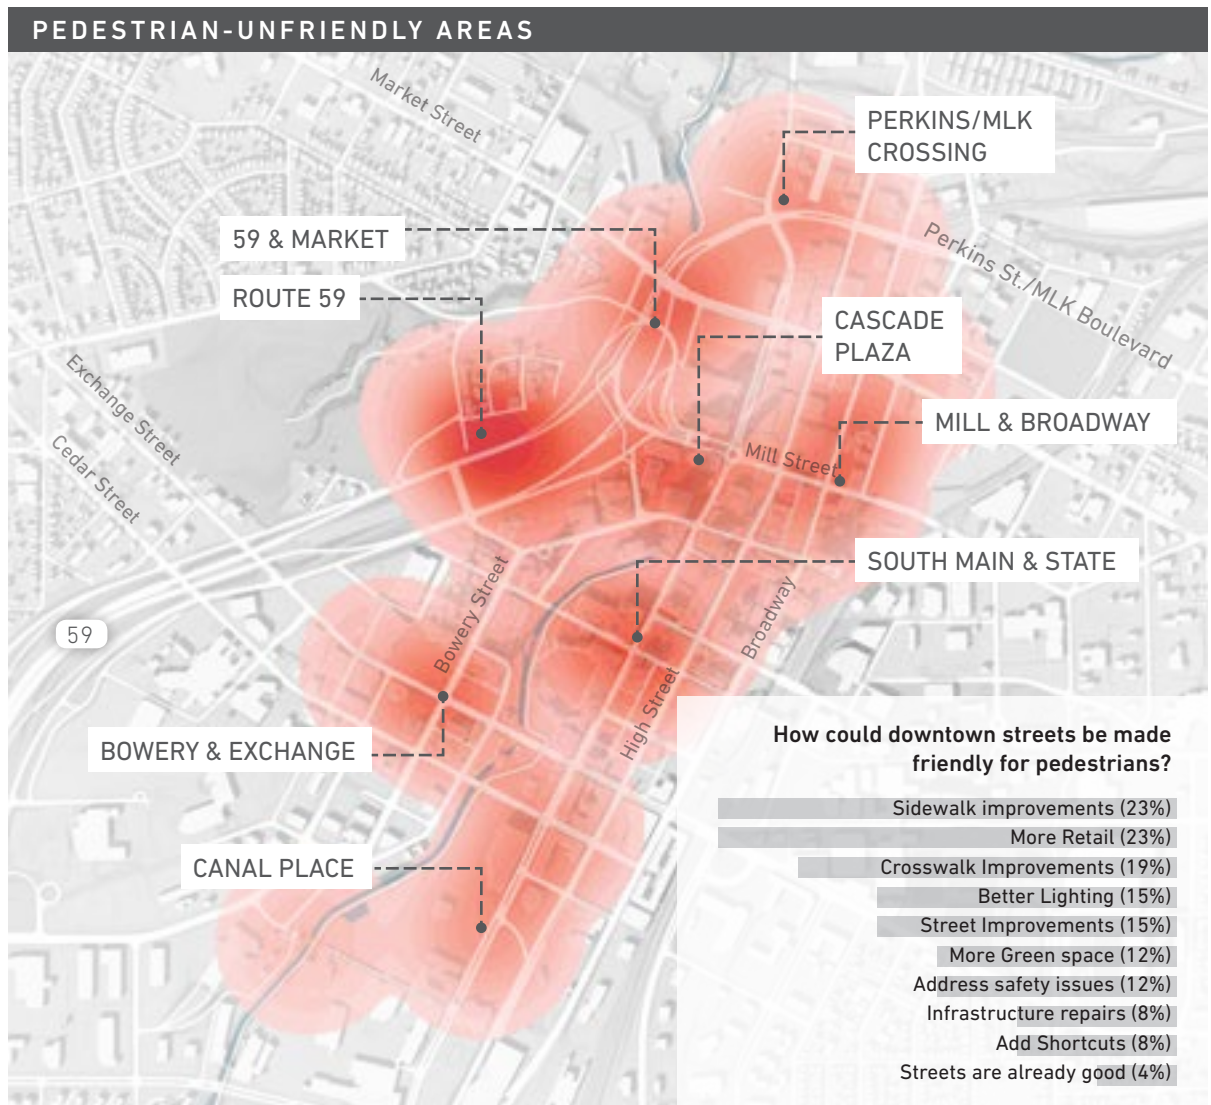 PEDESTRIAN-UNFRIENDLY AREAS
Market Street
PERKINS/MLK
CROSSING
59 & MARKET
Perkins St./MLK Boulevard
ROUTE 59
CASCADE
PLAZA
Exchange Street
MILL & BROADWAY
Cedar Street
Mill Street
SOUTH MAIN & STATE
Bowery Street
Broadway
59
High Street
BOWERY & EXCHANGE
CANAL PLACE
How could downtown streets be made
friendly for pedestrians?
Sidewalk improvements (23%)
More Retail (23%)
Crosswalk Improvements (19%)
Better Lighting (15%)
Street Improvements (15%)
More Green space (12%)
Address safety issues (12%)
Infrastructure repairs (8%)
Add Shortcuts (8%)
Streets are already good (4%)